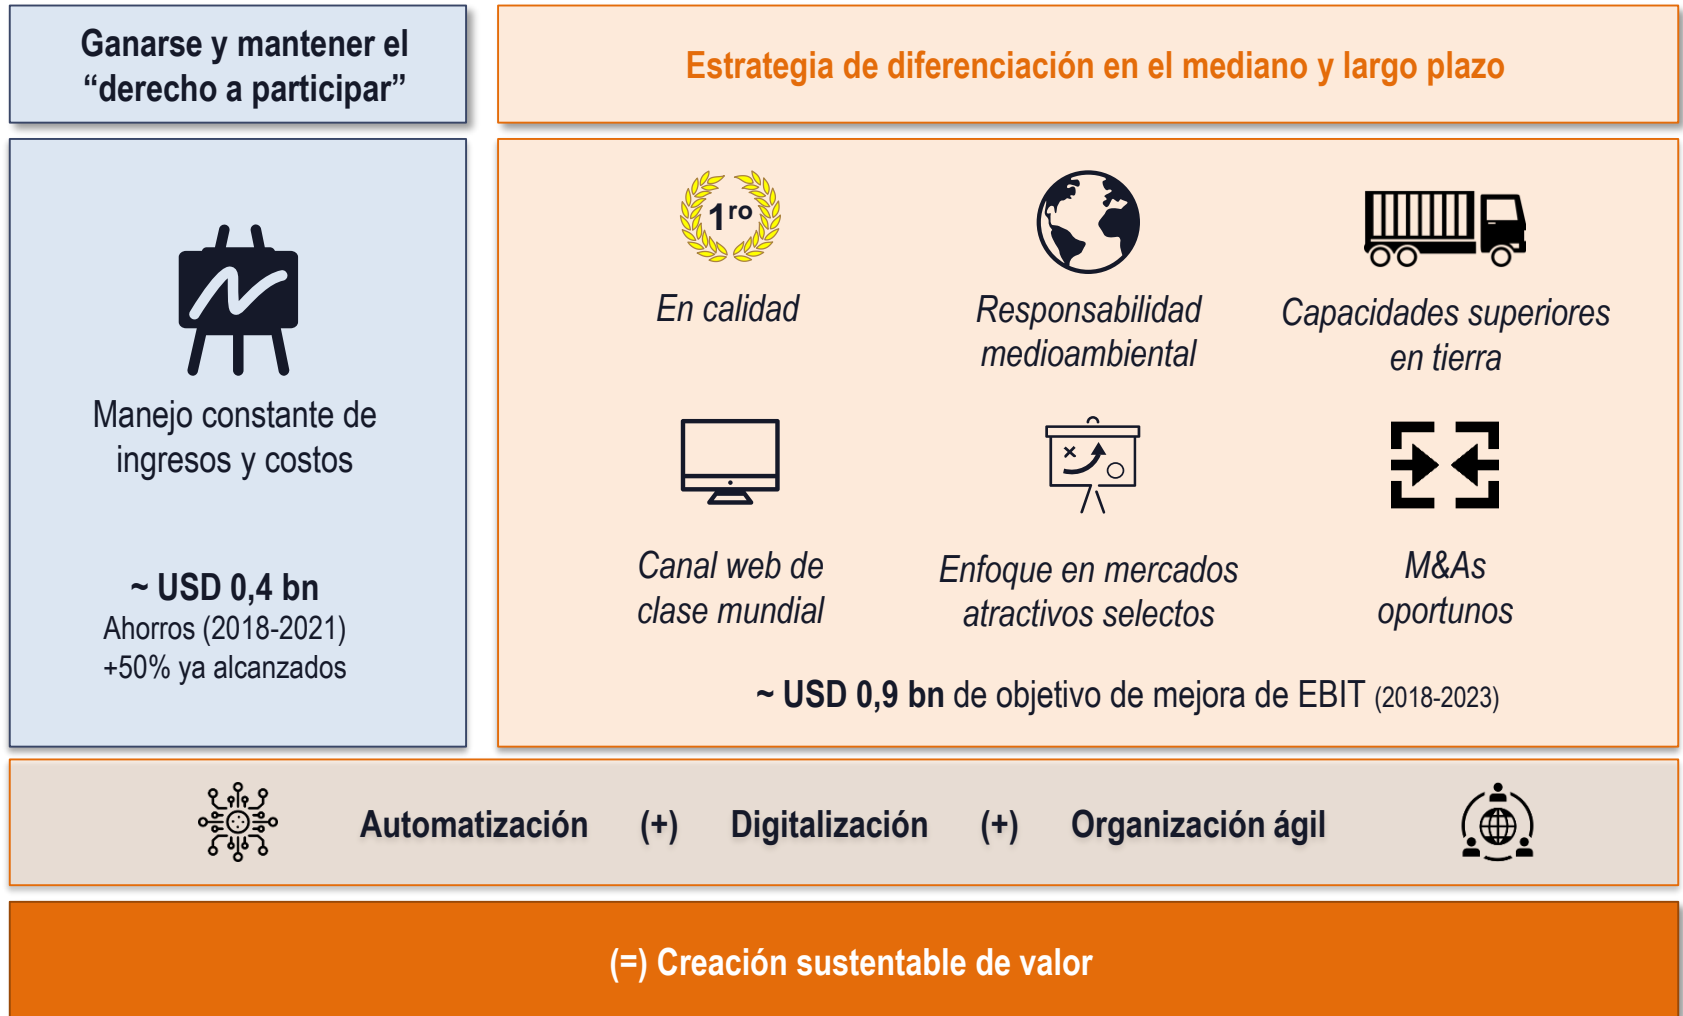 Ganarse y mantener el
“derecho a participar”
Estrategia de diferenciación en el mediano y largo plazo
Manejo constante de
ingresos y costos
~ USD 0,4 bn
Ahorros (2018-2021)
+50% ya alcanzados
1ro
En calidad
Responsabilidad
medioambiental
Capacidades superiores
en tierra
Canal web de
clase mundial
Enfoque en mercados
atractivos selectos
M&As
oportunos
~ USD 0,9 bn de objetivo de mejora de EBIT (2018-2023)
Automatización (+) Digitalización (+) Organización ágil
(=) Creación sustentable de valor